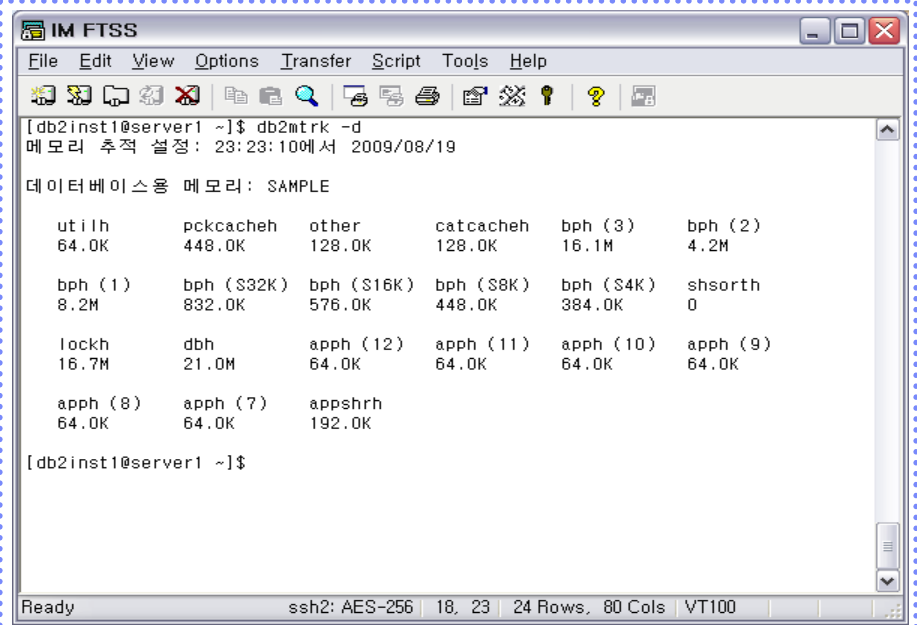 IM FTSS
File Edit View Options Transfer Script Tools Help
[db2inst1@server1 ~]$ db2mtrk -d
메모리 추적 설정: 23:23:10에서 2009/08/19
데이터베이스용 메모리: SAMPLE
utilh pckcacheh other catcacheh bph (3) bph (2)
64.0K 448.0K 128.0K 128.0K 16.1M 4.2M
bph (1) bph (S32K) bph (S16K) bph (S8K) bph (S4K) shsorth
8.2M 832.0K 576.0K 448.0K 384.0K 0
lockh dbh apph (12) apph (11) apph (10) apph (9)
16.7M 21.0M 64.0K 64.0K 64.0K 64.0K
apph (8) apph (7) appshrh
64.0K 64.0K 192.0K
[db2inst1@server1 ~]$
Ready ssh2: AES-256 18, 23 24 Rows, 80 Cols VT100